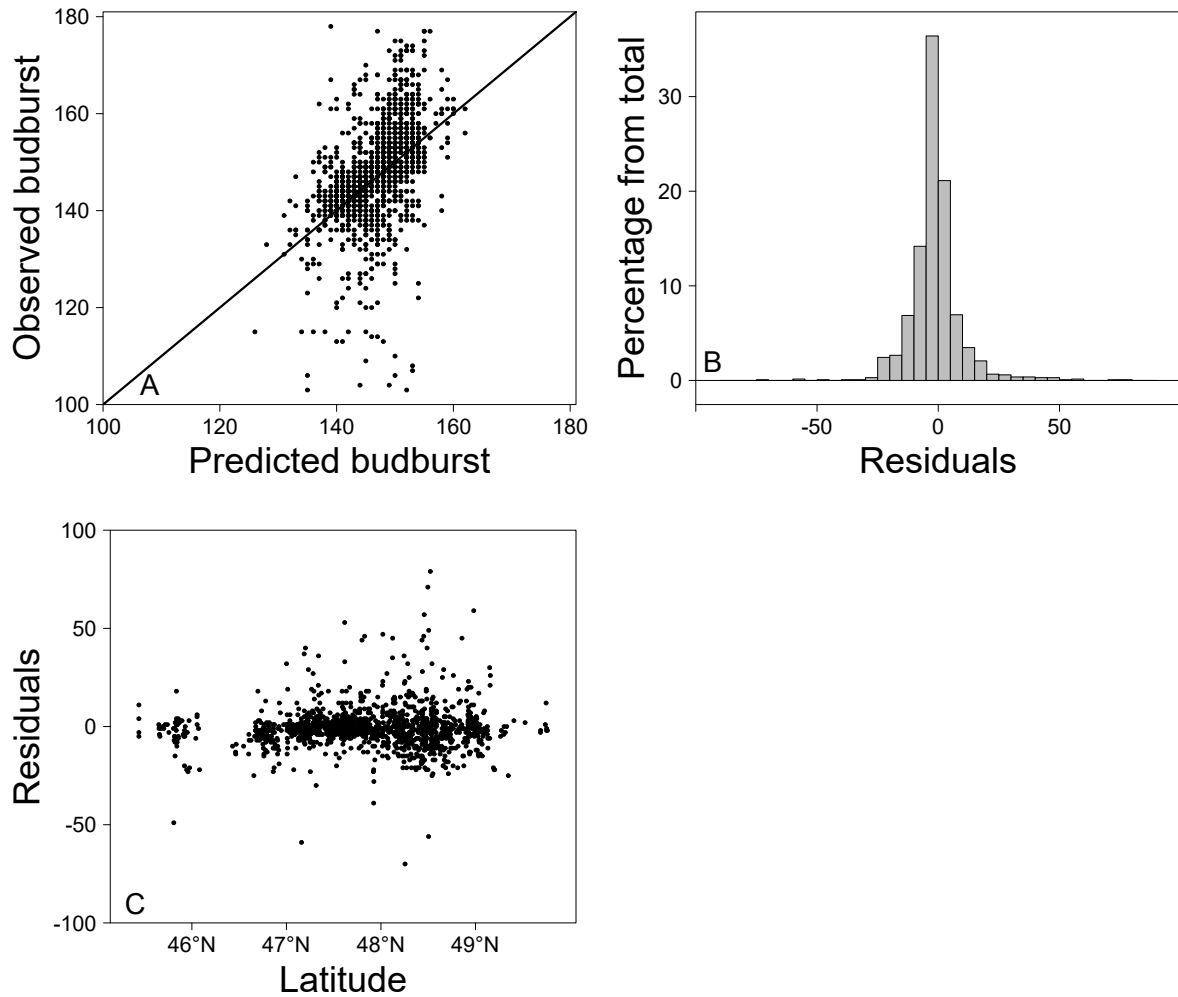 Observed budburst
180
160
140
120
100
A
100 120 140 160 180
Predicted budburst
Percentage from total
30
20
10
0
B
-50 0 50
Residuals
Residuals
100
50
0
-50
-100
C
46°N 47°N 48°N 49°N
Latitude